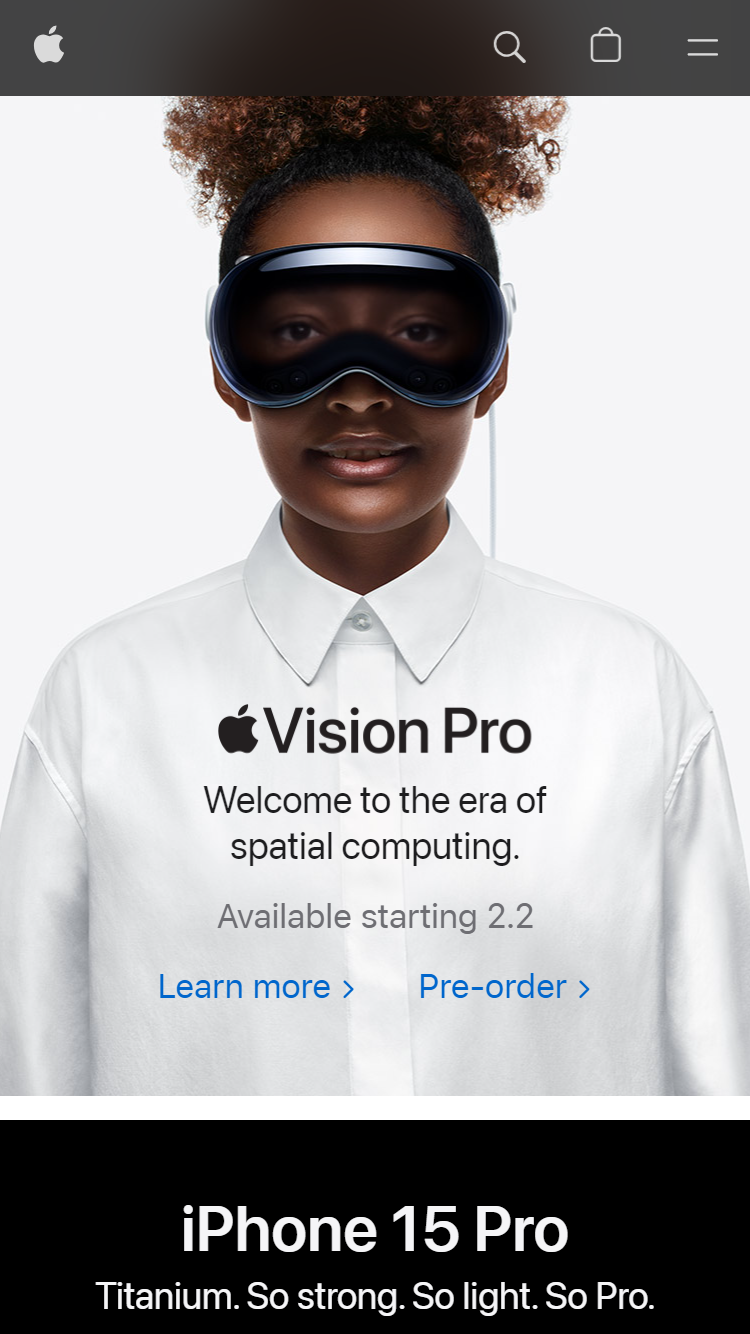 Vision Pro
Welcome to the era of
spatial computing.
Available starting 2.2
Learn more >
Pre-order >
iPhone 15 Pro
Titanium. So strong. So light. So Pro.